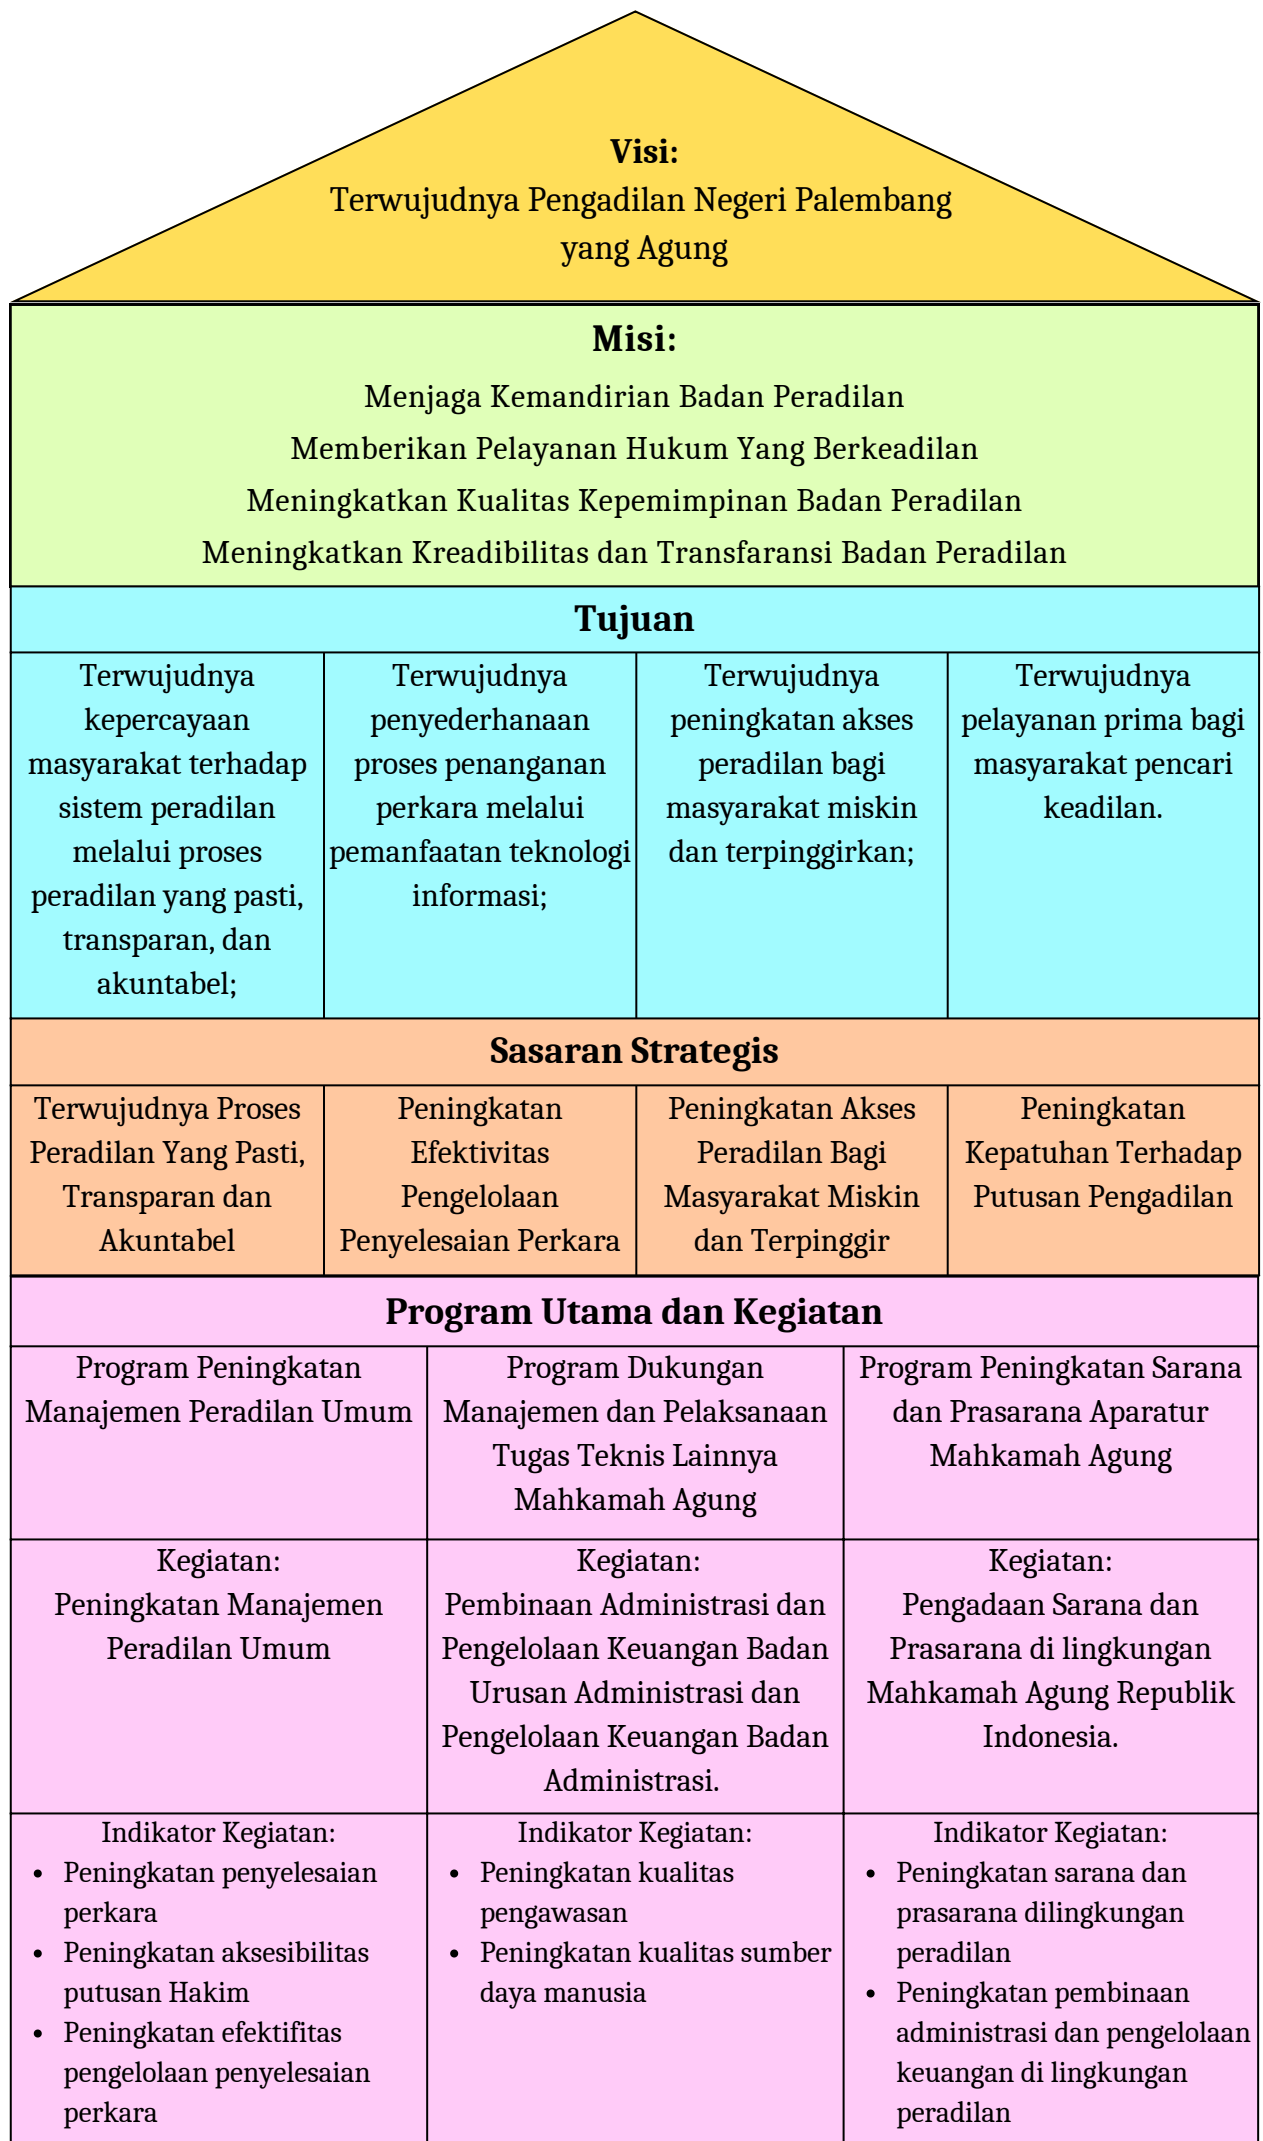 Visi:
Terwujudnya Pengadilan Negeri Palembang
yang Agung
Misi:
Menjaga Kemandirian Badan Peradilan
Memberikan Pelayanan Hukum Yang Berkeadilan
Meningkatkan Kualitas Kepemimpinan Badan Peradilan
Meningkatkan Kreadibilitas dan Transfaransi Badan Peradilan
Tujuan
Terwujudnya
kepercayaan
masyarakat terhadap
sistem peradilan
melalui proses
peradilan yang pasti,
transparan, dan
akuntabel;
Terwujudnya
penyederhanaan
proses penanganan
perkara melalui
pemanfaatan teknologi
informasi;
Terwujudnya
peningkatan akses
peradilan bagi
masyarakat miskin
dan terpinggirkan;
Terwujudnya
pelayanan prima bagi
masyarakat pencari
keadilan.
Sasaran Strategis
Terwujudnya Proses
Peradilan Yang Pasti,
Transparan dan
Akuntabel
Peningkatan
Efektivitas
Pengelolaan
Penyelesaian Perkara
Peningkatan Akses
Peradilan Bagi
Masyarakat Miskin
dan Terpinggir
Peningkatan
Kepatuhan Terhadap
Putusan Pengadilan
Program Utama dan Kegiatan
Program Peningkatan
Manajemen Peradilan Umum
Program Dukungan
Manajemen dan Pelaksanaan
Tugas Teknis Lainnya
Mahkamah Agung
Program Peningkatan Sarana
dan Prasarana Aparatur
Mahkamah Agung
Kegiatan:
Peningkatan Manajemen
Peradilan Umum
Kegiatan:
Pembinaan Administrasi dan
Pengelolaan Keuangan Badan
Urusan Administrasi dan
Pengelolaan Keuangan Badan
Administrasi.
Kegiatan:
Pengadaan Sarana dan
Prasarana di lingkungan
Mahkamah Agung Republik
Indonesia.
Indikator Kegiatan:
• Peningkatan penyelesaian
perkara
• Peningkatan aksesibilitas
putusan Hakim
• Peningkatan efektifitas
pengelolaan penyelesaian
perkara
Indikator Kegiatan:
• Peningkatan kualitas
pengawasan
• Peningkatan kualitas sumber
daya manusia
Indikator Kegiatan:
• Peningkatan sarana dan
prasarana dilingkungan
peradilan
• Peningkatan pembinaan
administrasi dan pengelolaan
keuangan di lingkungan
peradilan